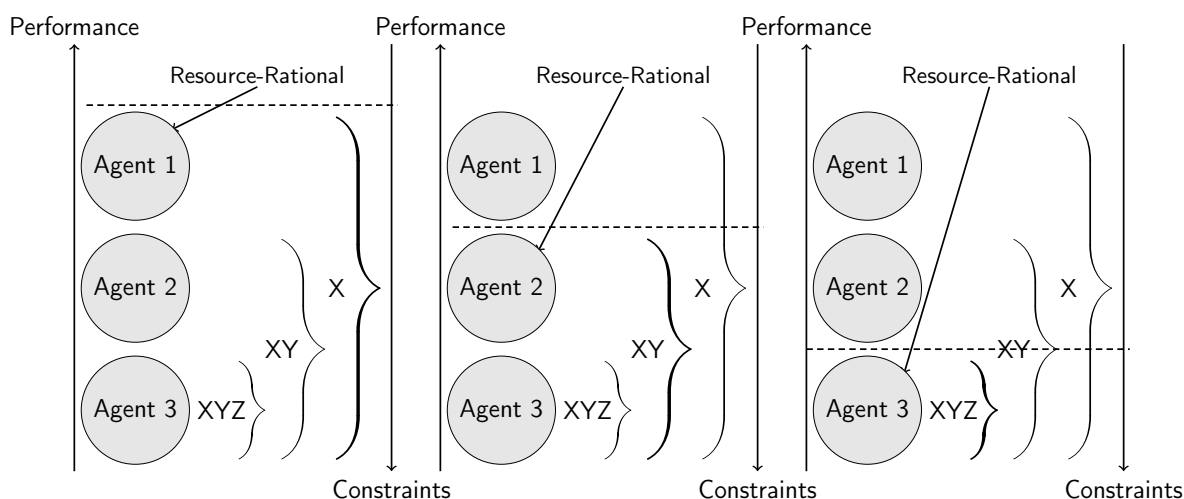 Performance
Resource-Rational
Agent 1
Agent 2
X
XY
Agent 3
XYZ
Constraints
Performance
Resource-Rational
Agent 1
Agent 2
X
XY
Agent 3
XYZ
Constraints
Performance
Resource-Rational
Agent 1
Agent 2
X
XY
Agent 3
XYZ
Constraints